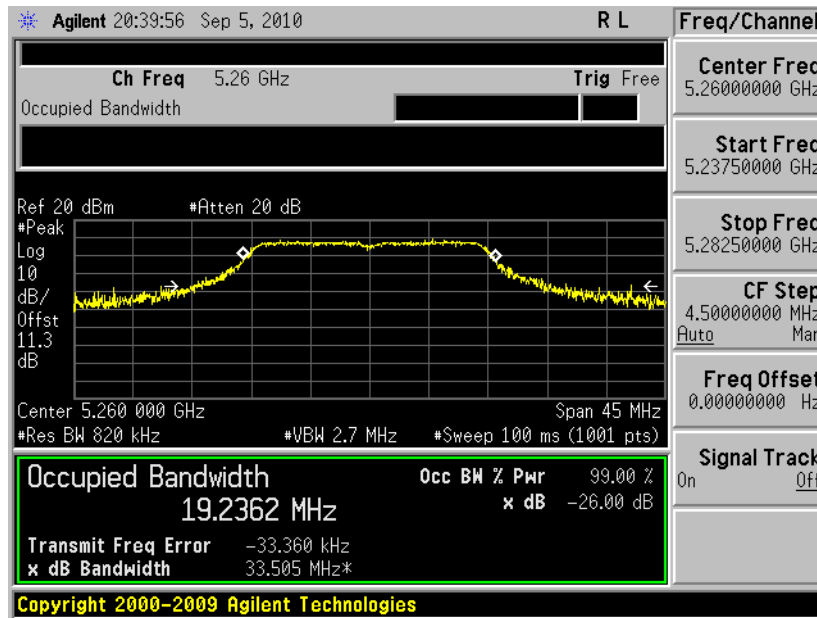 Agilent 20:39:56 Sep 5, 2010 R L
Freq/Channel
Ch Freq 5.26 GHz Trig Free
Occupied Bandwidth
Center Freq
5.26000000 GHz
Start Freq
5.23750000 GHz
Stop Freq
5.28250000 GHz
CF Step
4.50000000 MHz
Auto Man
Freq Offset
0.00000000 Hz
Signal Track
On Off
Ref 20 dBm #Atten 20 dB
#Peak
Log
10
dB/
Offst
11.3
dB
Center 5.260 000 GHz Span 45 MHz
#Res BW 820 kHz #VBW 2.7 MHz #Sweep 100 ms (1001 pts)
Occupied Bandwidth Occ BW % Pwr 99.00 %
19.2362 MHz x dB -26.00 dB
Transmit Freq Error -33.360 kHz
x dB Bandwidth 33.505 MHz*
Copyright 2000-2009 Agilent Technologies